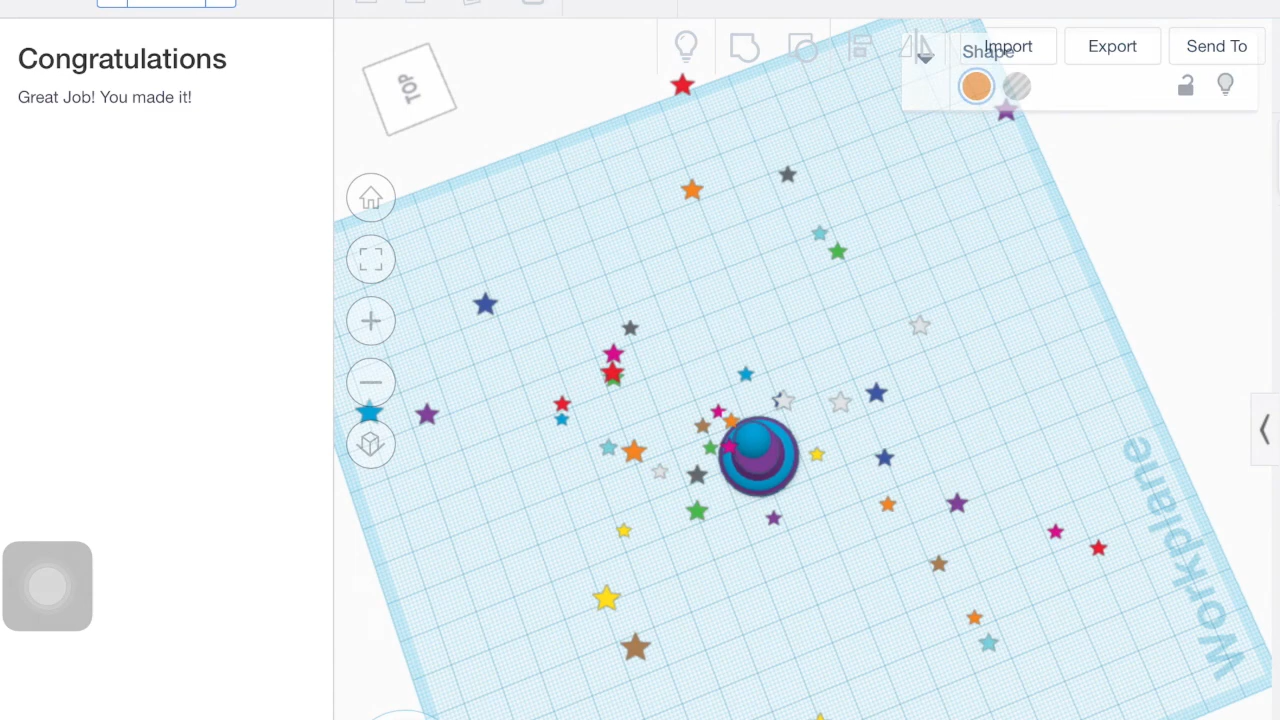 Congratulations
Great Job! You made it!
TOP
Import
Export
Send To
Shape
Workplane